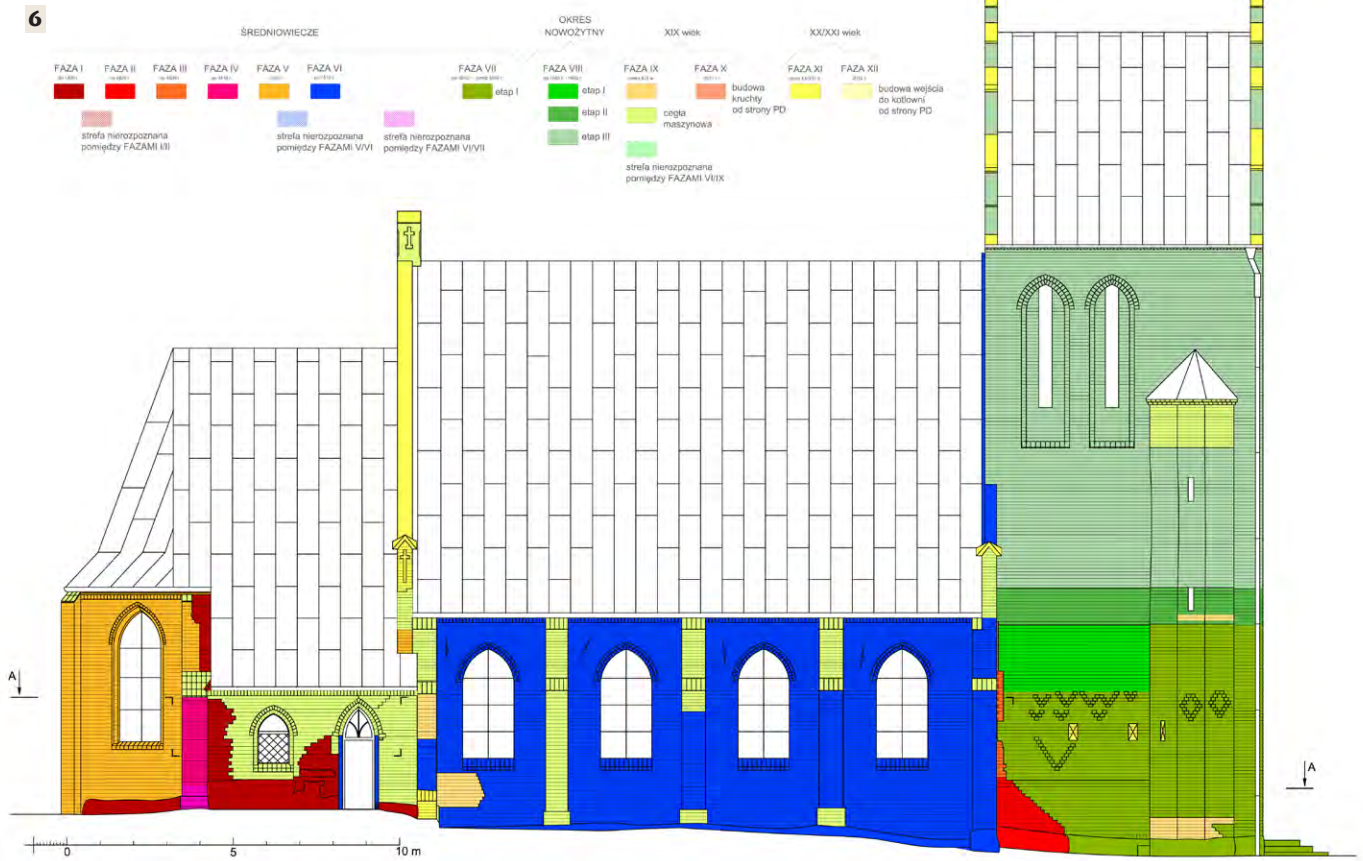 6
ŚREDNIOWIECZE
OKRES
NOWOŻYTNY
XIX wiek
XX/XXI wiek
FAZA I
FAZA II
FAZA III
FAZA IV
FAZA V
FAZA VI
FAZA VII
FAZA VIII
FAZA IX
FAZA X
FAZA XI
FAZA XII
strefa nierozpoznana
pomiędzy FAZAMI I/II
strefa nierozpoznana
pomiędzy FAZAMI V/VI
strefa nierozpoznana
pomiędzy FAZAMI VI/VII
etap I
etap I
etap II
etap III
cegła
maszynowa
strefa nierozpoznana
pomiędzy FAZAMI VI/IX
budowa
kruchty
od strony PD
budowa wejścia
do kotłowni
od strony PD
A
A
0 5 10 m